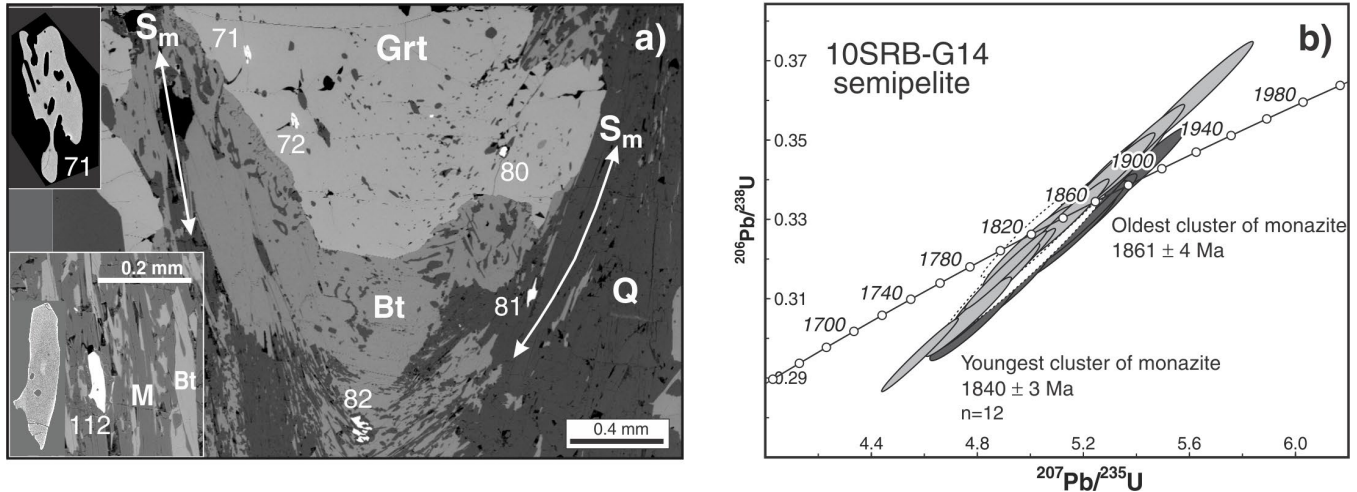 a)
Sm
71
Grt
72
Sm
80
71
0.2 mm
Bt
81
Q
M
Bt
112
82
0.4 mm
b)
10SRB-G14
semipelite
0.37
0.35
0.33
0.31
0.29
206Pb/238U
1980
1940
1900
1860
1820
1780
1740
1700
Oldest cluster of monazite
1861 ± 4 Ma
Youngest cluster of monazite
1840 ± 3 Ma
n=12
4.4 4.8 5.2 5.6 6.0
207Pb/235U